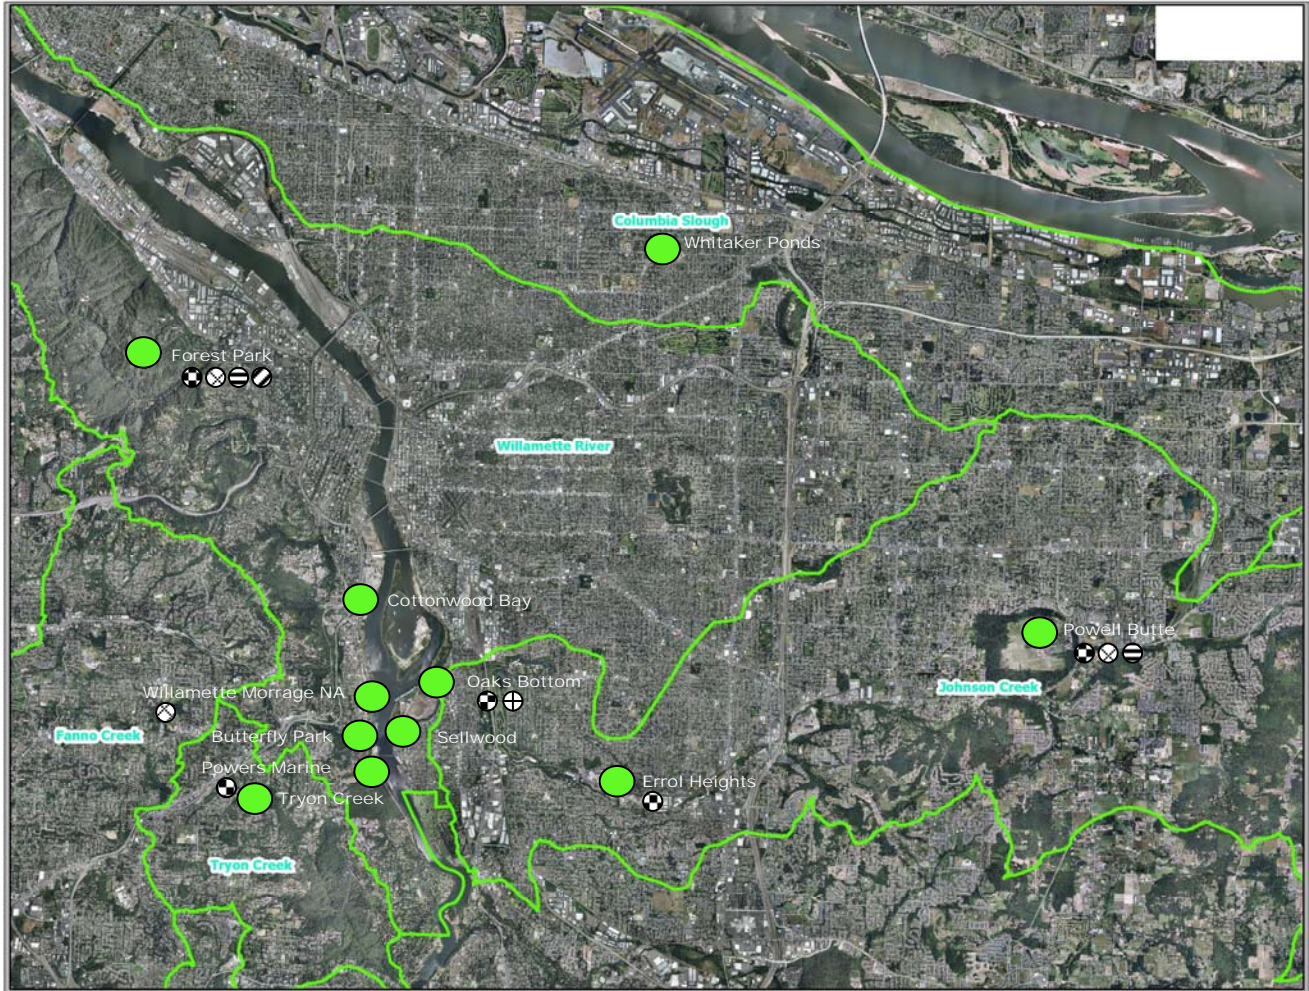 Columbia Slough
Whitaker Ponds
Forest Park
Willamette River
Cottonwood Bay
Powell Butte
Oaks Bottom
Johnson Creek
Willamette Morrage NA
Fanno Creek
Butterfly Park
Sellwood
Powers Marine
Errol Heights
Tryon Creek
Tryon Creek